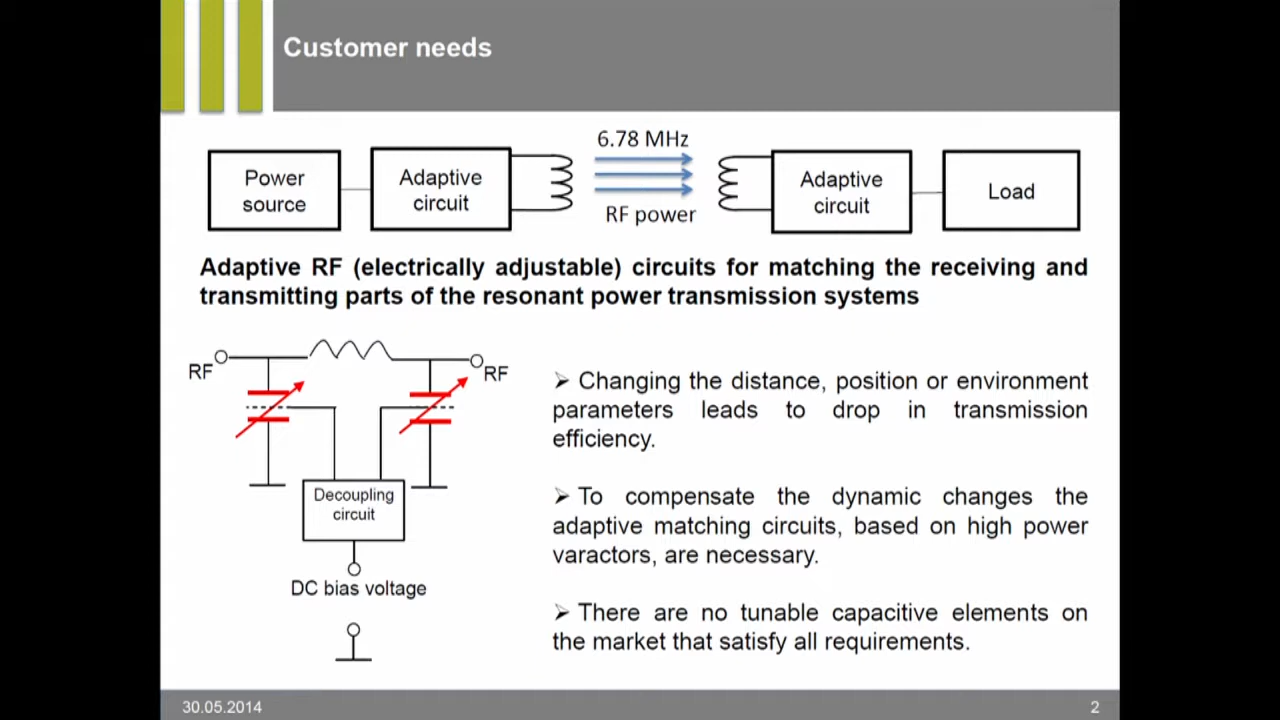 Customer needs
6.78 MHz
Power
source
Adaptive
circuit
RF power
Adaptive
circuit
Load
Adaptive RF (electrically adjustable) circuits for matching the receiving and
transmitting parts of the resonant power transmission systems
RF
RF
Decoupling
circuit
DC bias voltage
➢ Changing the distance, position or environment
parameters leads to drop in transmission
efficiency.
➢ To compensate the dynamic changes the
adaptive matching circuits, based on high power
varactors, are necessary.
➢ There are no tunable capacitive elements on
the market that satisfy all requirements.
30.05.2014
2